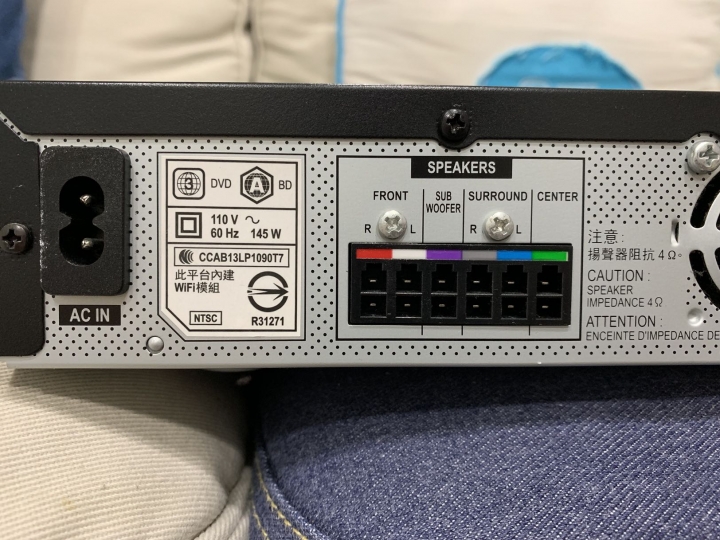 AC IN
3 DVD A BD
110 V ~
60 Hz 145 W
CCAB13LP1090T7
此平台內建
WiFi模組
NTSC
R31271
SPEAKERS
FRONT
R L
SUB
WOOFER
SURROUND
R L
CENTER
注意:
揚聲器阻抗 4 Ω。
CAUTION :
SPEAKER
IMPEDANCE 4 Ω
ATTENTION :
ENCEINTE D'IMPEDANCE DE